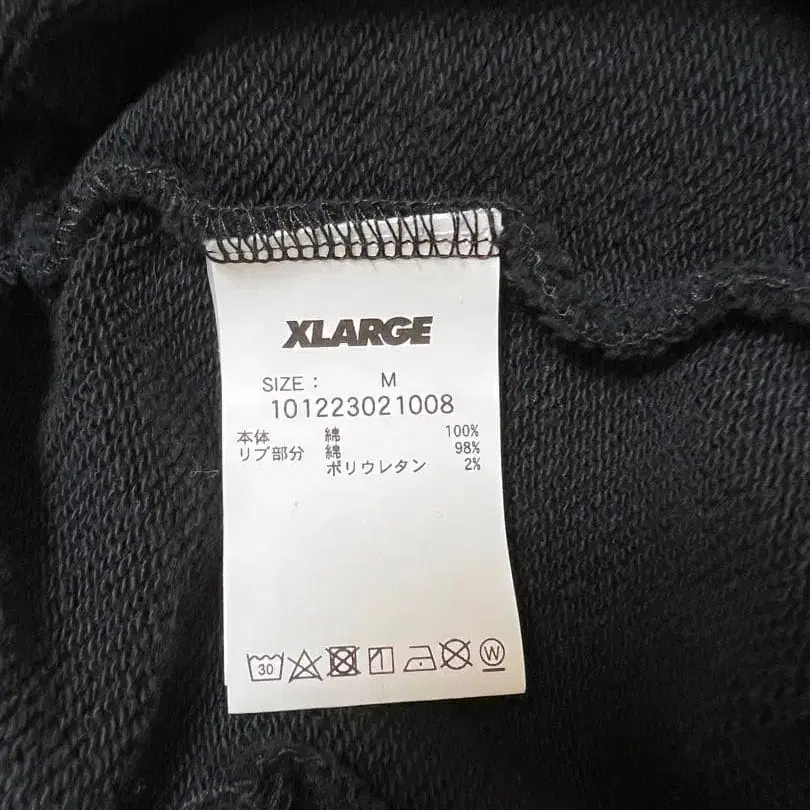 XLARGE
SIZE： M
101223021008
本体 綿 100%
リブ部分 綿 98%
ポリウレタン 2%
30 W